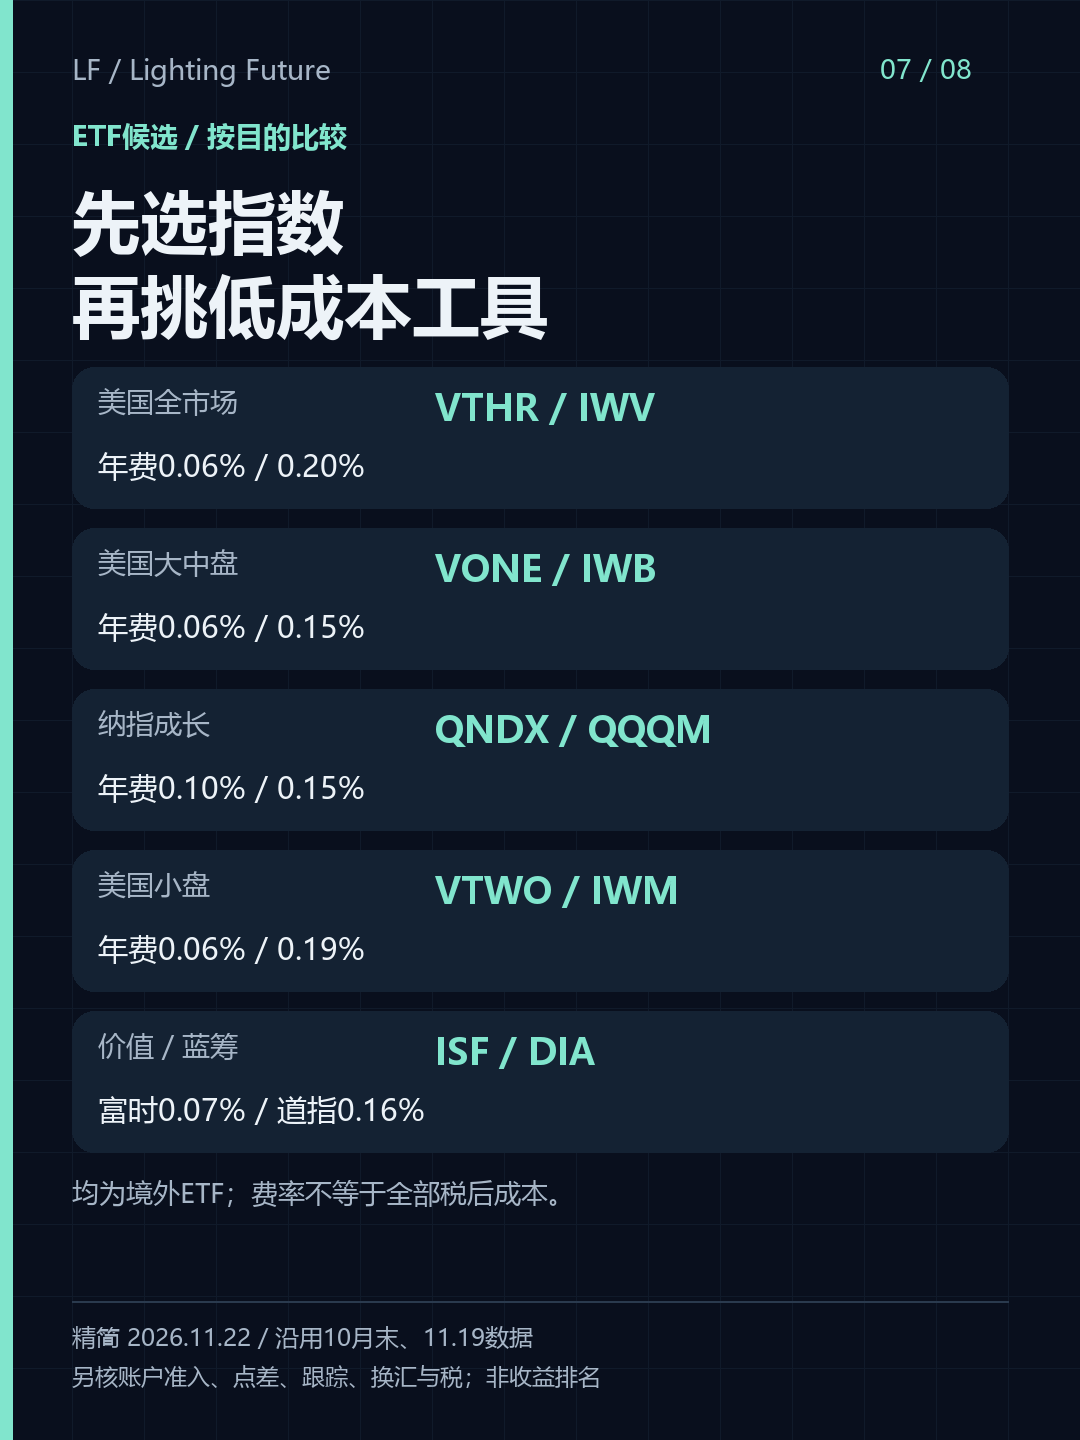 LF / Lighting Future
07 / 08
ETF候选 / 按目的比较
先选指数
再挑低成本工具
美国全市场
VTHR / IWV
年费0.06% / 0.20%
美国大中盘
VONE / IWB
年费0.06% / 0.15%
纳指成长
QNDX / QQQM
年费0.10% / 0.15%
美国小盘
VTWO / IWM
年费0.06% / 0.19%
价值 / 蓝筹
ISF / DIA
富时0.07% / 道指0.16%
均为境外ETF；费率不等于全部税后成本。
精简 2026.11.22 / 沿用10月末、11.19数据
另核账户准入、点差、跟踪、换汇与税；非收益排名